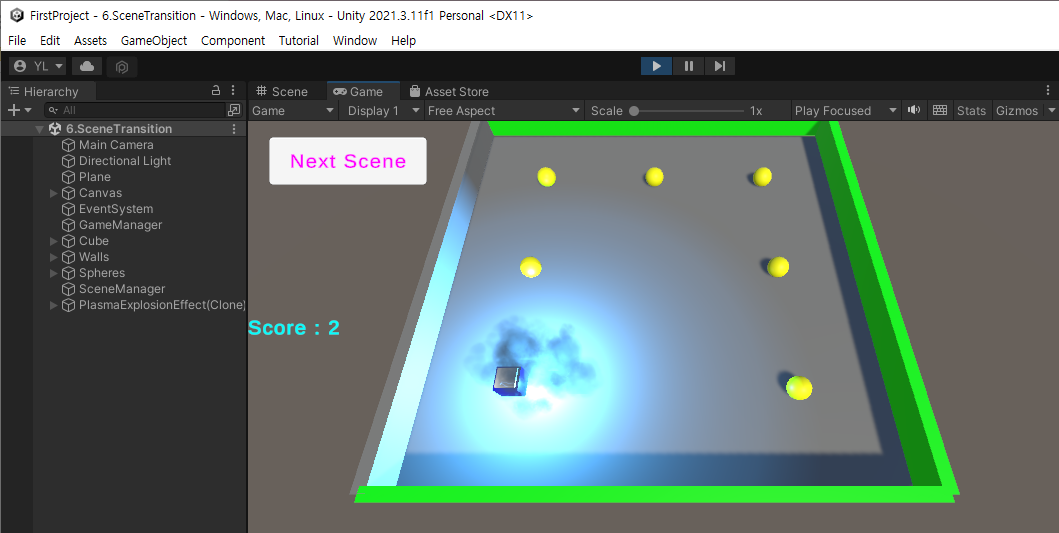 FirstProject - 6.SceneTransition - Windows, Mac, Linux - Unity 2021.3.11f1 Personal <DX11>
File Edit Assets GameObject Component Tutorial Window Help
YL
Hierarchy
All
6.SceneTransition
Main Camera
Directional Light
Plane
Canvas
EventSystem
GameManager
Cube
Walls
Spheres
SceneManager
PlasmaExplosionEffect(Clone)
Scene Game Asset Store
Game Display 1 Free Aspect Scale 1x Play Focused Stats Gizmos
Next Scene
Score : 2